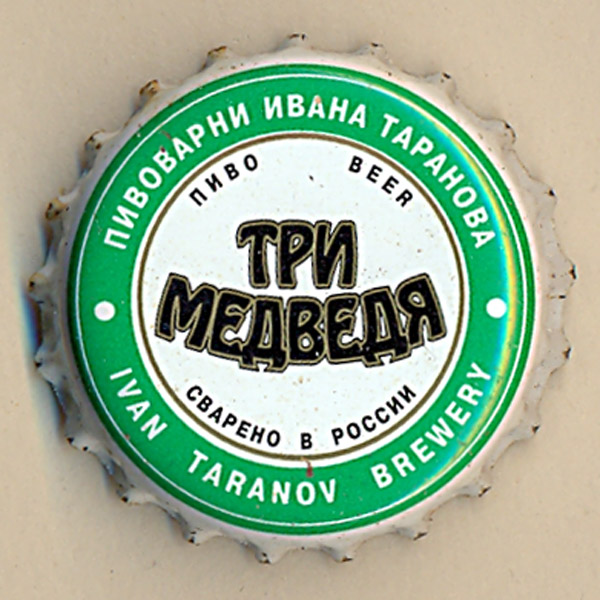 ПИВОВАРНИ ИВАНА ТАРАНОВА
ПИВО BEER
ТРИ
МЕДВЕДЯ
СВАРЕНО В РОССИИ
IVAN TARANOV BREWERY